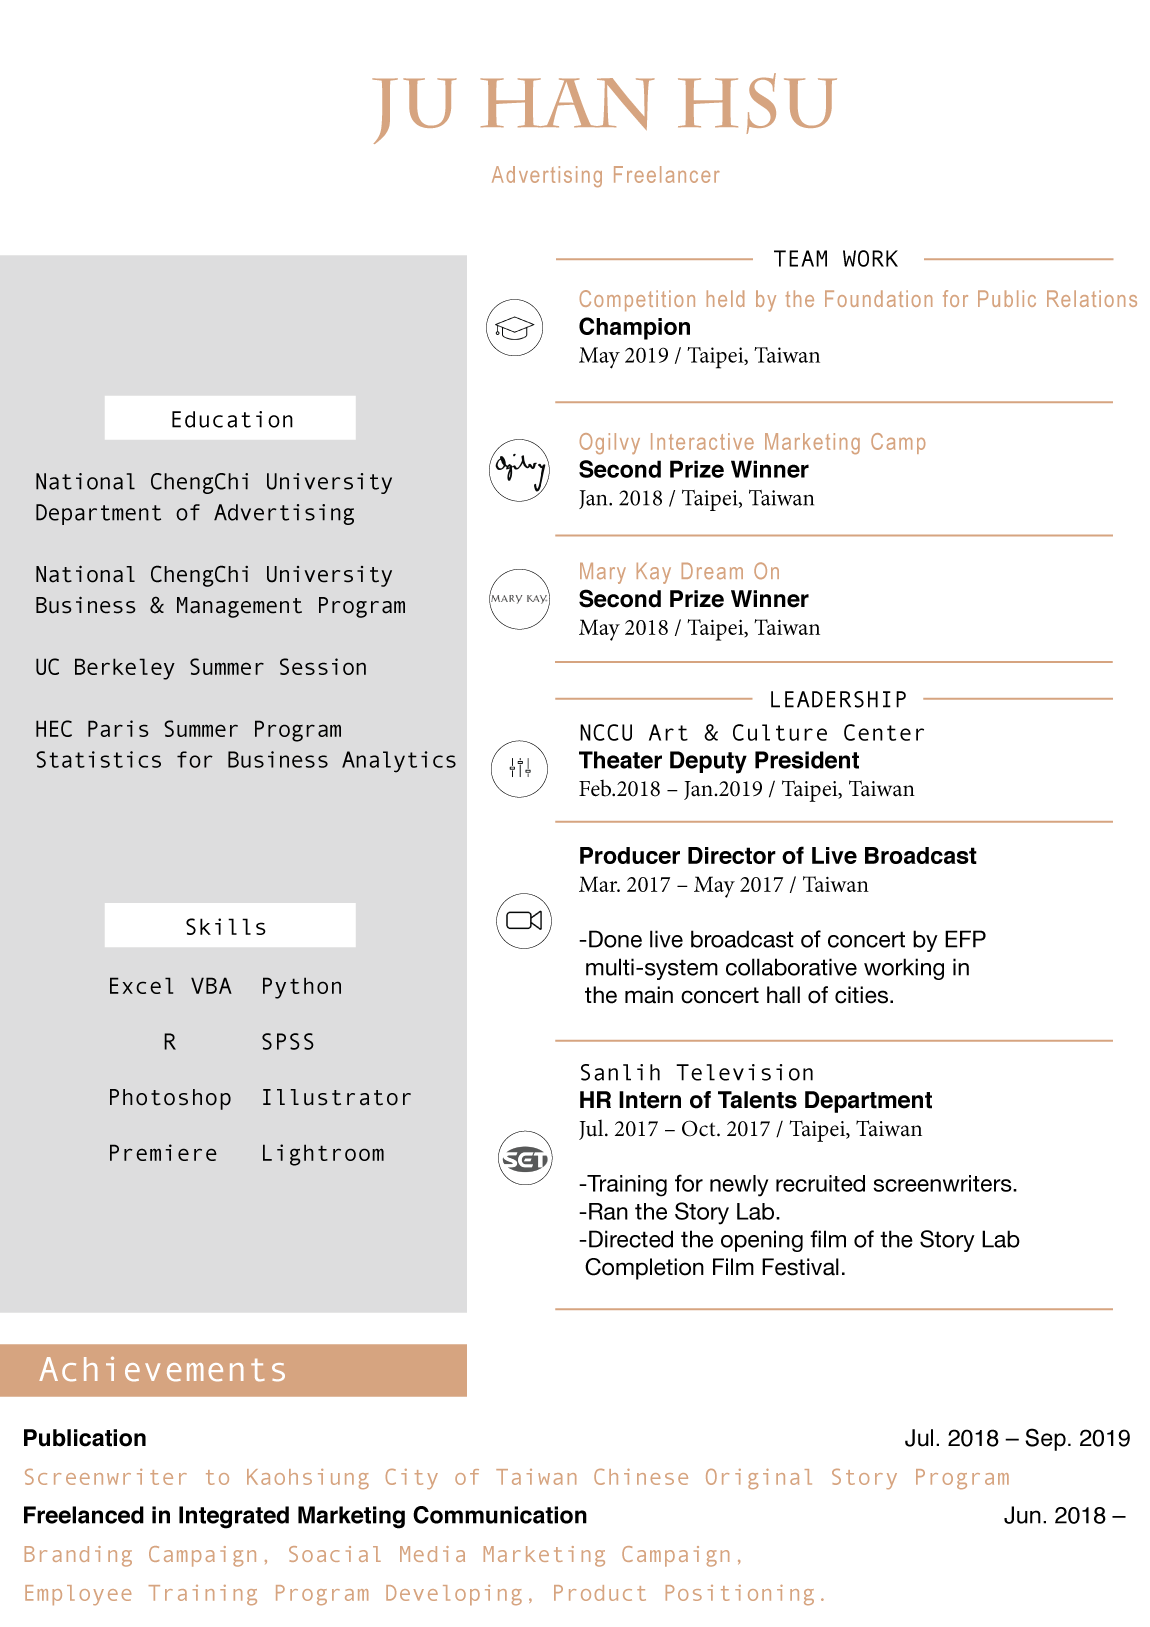 JU HAN HSU
Advertising Freelancer
Education
National ChengChi University
Department of Advertising
National ChengChi University
Business & Management Program
UC Berkeley Summer Session
HEC Paris Summer Program
Statistics for Business Analytics
Skills
Excel VBA Python
R SPSS
Photoshop Illustrator
Premiere Lightroom
TEAM WORK
Competition held by the Foundation for Public Relations
Champion
May 2019 / Taipei, Taiwan
Ogilvy
Ogilvy Interactive Marketing Camp
Second Prize Winner
Jan. 2018 / Taipei, Taiwan
MARY KAY
Mary Kay Dream On
Second Prize Winner
May 2018 / Taipei, Taiwan
LEADERSHIP
NCCU Art & Culture Center
Theater Deputy President
Feb.2018 – Jan.2019 / Taipei, Taiwan
Producer Director of Live Broadcast
Mar. 2017 – May 2017 / Taiwan
-Done live broadcast of concert by EFP
multi-system collaborative working in
the main concert hall of cities.
Sanlih Television
HR Intern of Talents Department
Jul. 2017 – Oct. 2017 / Taipei, Taiwan
SET
-Training for newly recruited screenwriters.
-Ran the Story Lab.
-Directed the opening film of the Story Lab
Completion Film Festival.
Achievements
Publication Jul. 2018 – Sep. 2019
Screenwriter to Kaohsiung City of Taiwan Chinese Original Story Program
Freelanced in Integrated Marketing Communication Jun. 2018 –
Branding Campaign, Soacial Media Marketing Campaign,
Employee Training Program Developing, Product Positioning.